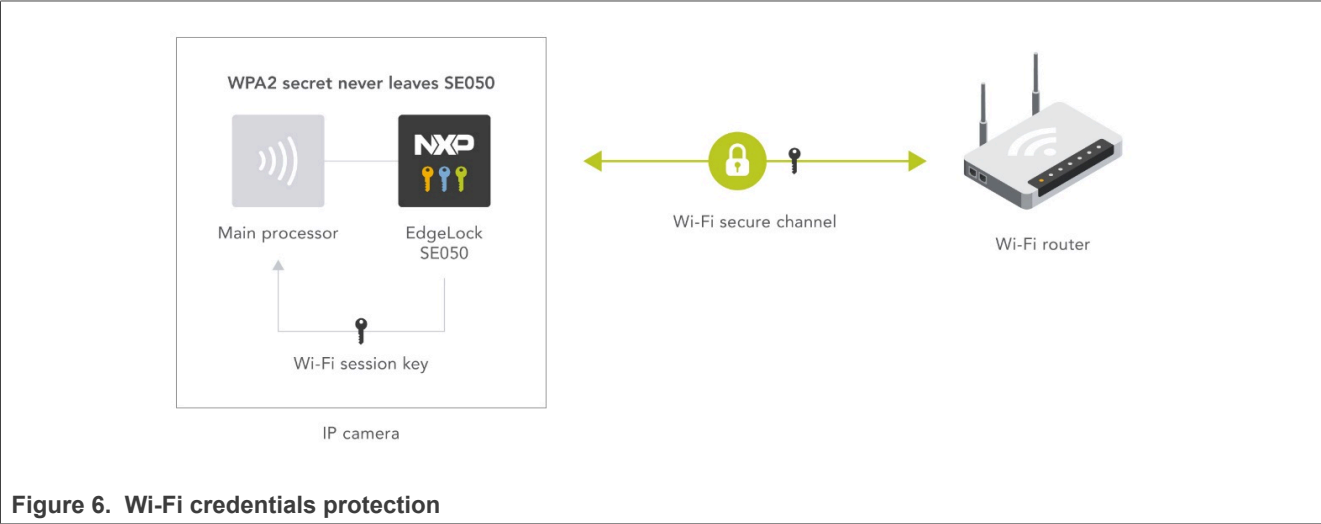 WPA2 secret never leaves SE050
NXP
Main processor
EdgeLock
SE050
Wi-Fi session key
IP camera
Wi-Fi secure channel
Wi-Fi router
Figure 6. Wi-Fi credentials protection